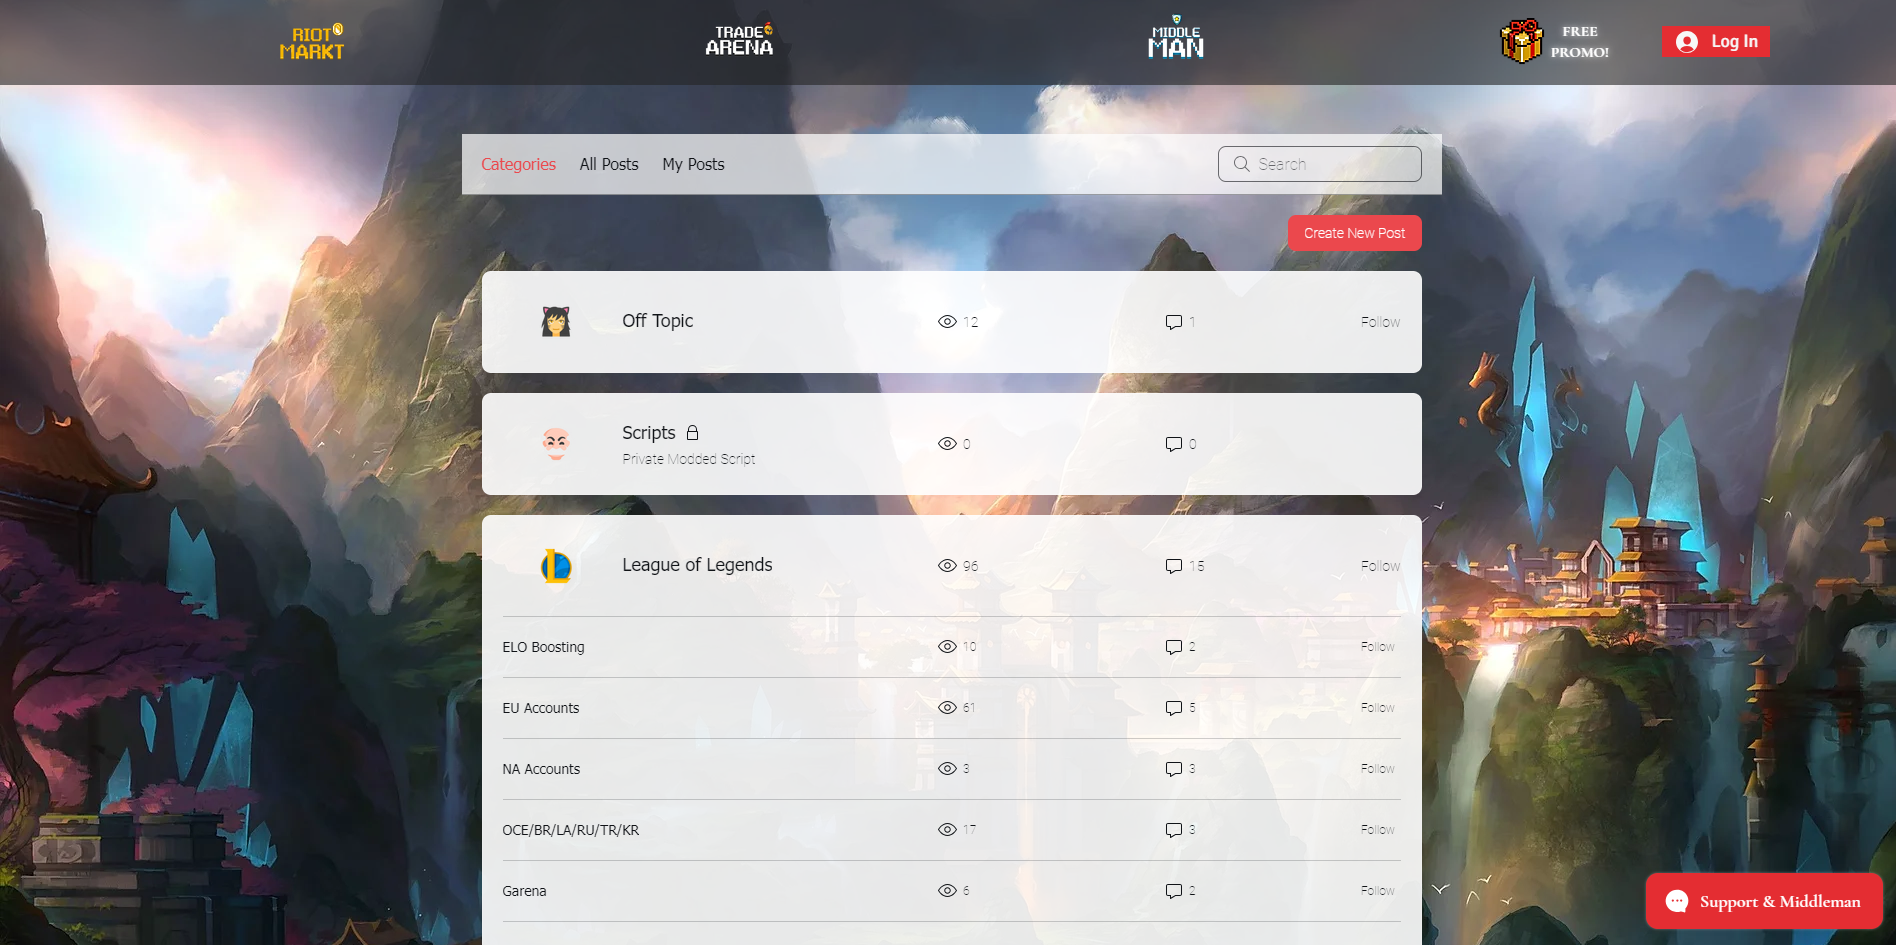 RIOT
MARKT
TRADE
ARENA
MIDDLE
MAN
FREE
PROMO!
Log In
Categories
All Posts
My Posts
Search
Create New Post
Off Topic
12
1
Follow
Scripts
Private Modded Script
0
0
League of Legends
96
15
Follow
ELO Boosting
10
2
Follow
EU Accounts
61
5
Follow
NA Accounts
3
3
Follow
OCE/BR/LA/RU/TR/KR
17
3
Follow
Garena
6
2
Follow
Support & Middleman